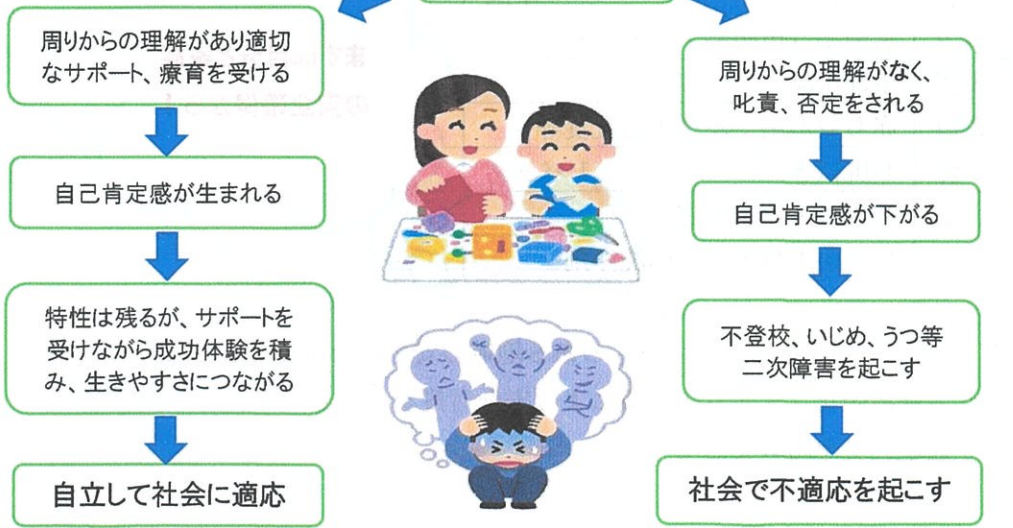 周りからの理解があり適切
なサポート、療育を受ける
自己肯定感が生まれる
特性は残るが、サポートを
受けながら成功体験を積
み、生きやすさにつながる
自立して社会に適応
周りからの理解がなく、
叱責、否定をされる
自己肯定感が下がる
不登校、いじめ、うつ等
二次障害を起こす
社会で不適応を起こす